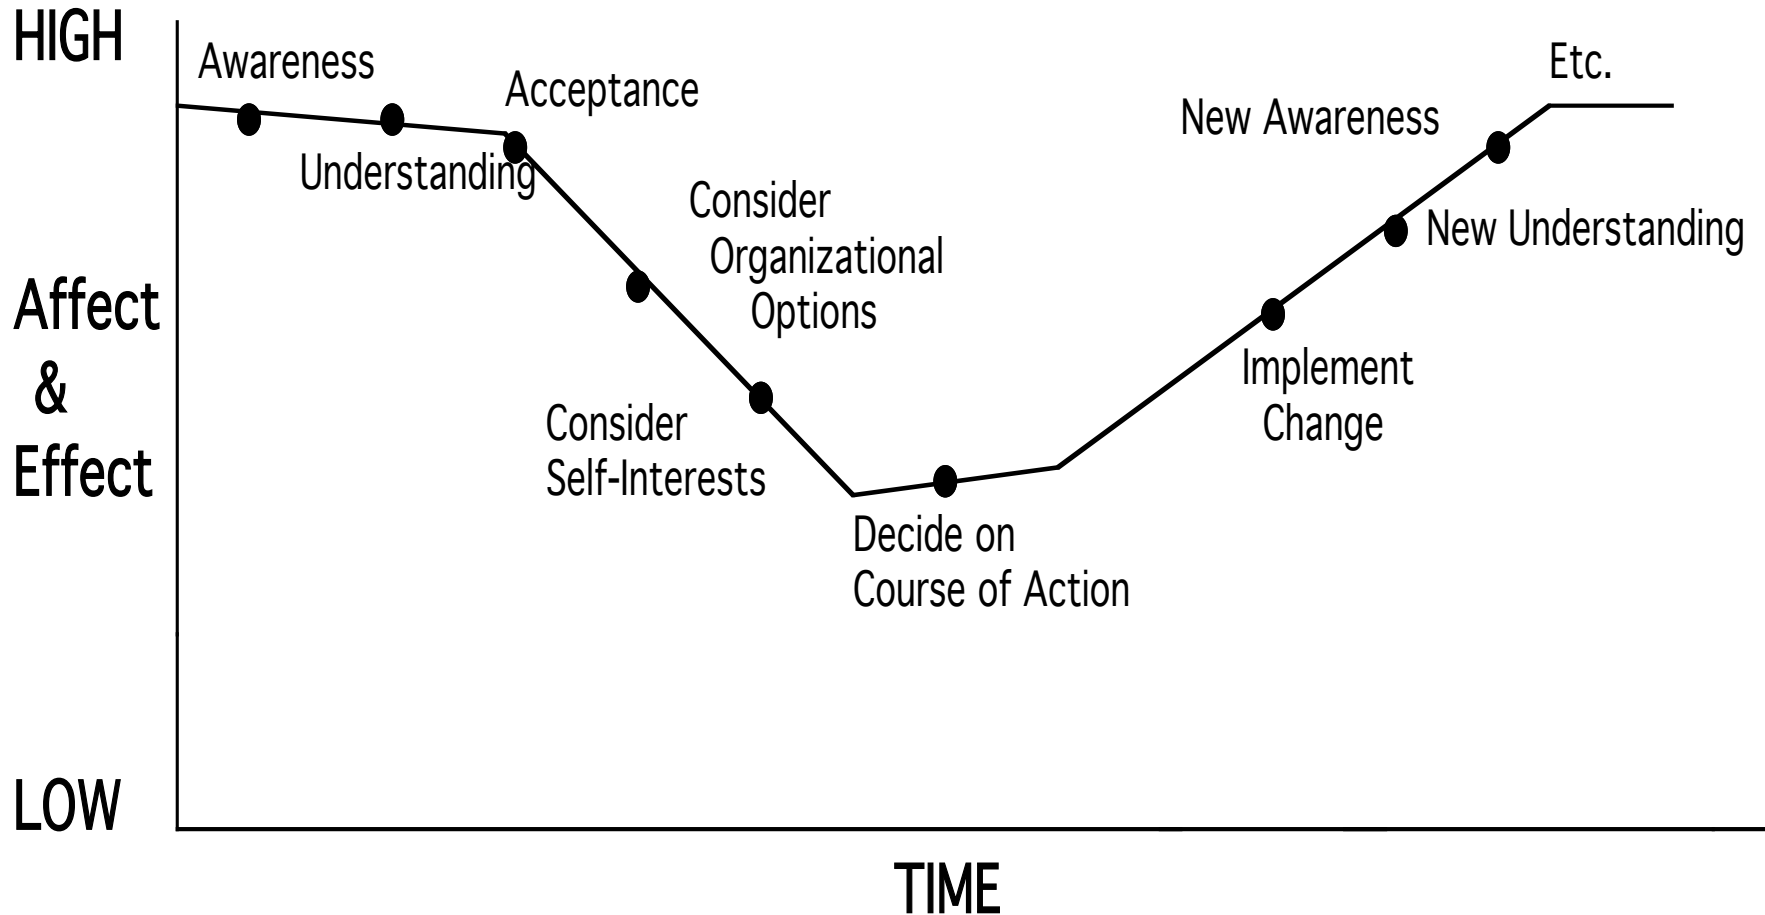 HIGH
Awareness
Acceptance
Understanding
Consider
Organizational
Options
Consider
Self-Interests
Decide on
Course of Action
Etc.
New Awareness
New Understanding
Implement
Change
Affect
&
Effect
LOW
TIME